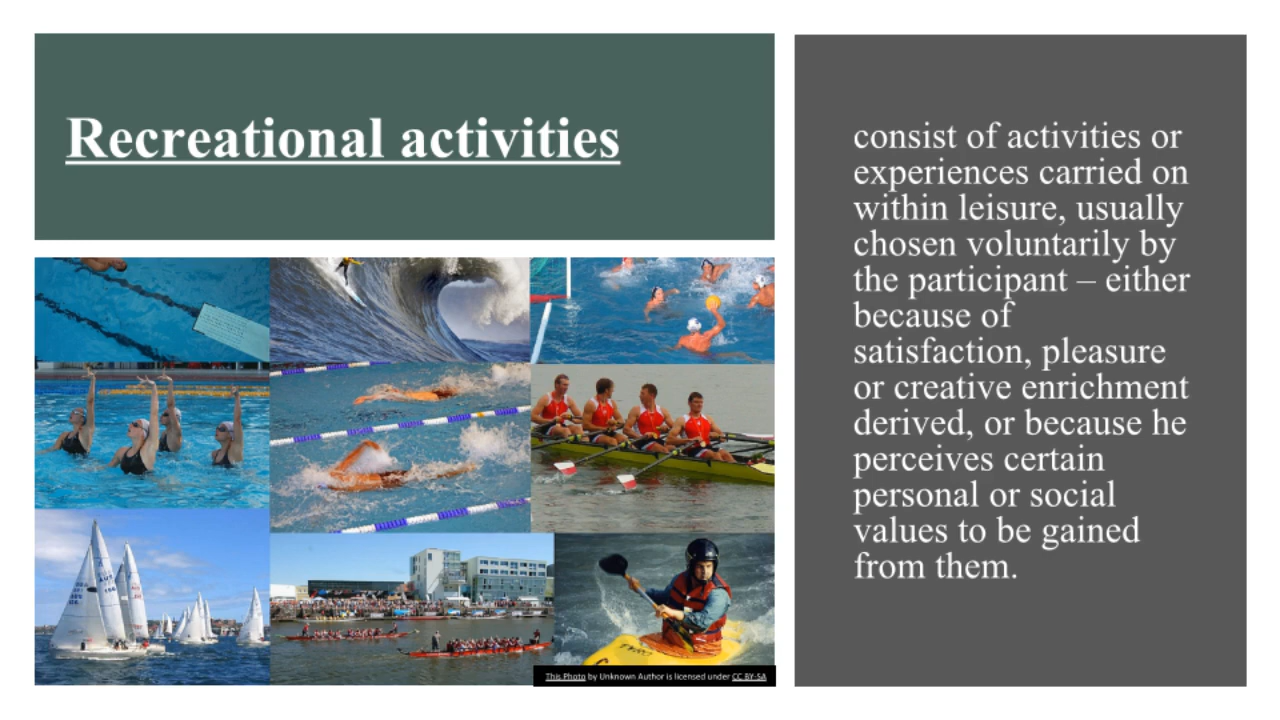 Recreational activities
consist of activities or
experiences carried on
within leisure, usually
chosen voluntarily by
the participant – either
because of
satisfaction, pleasure
or creative enrichment
derived, or because he
perceives certain
personal or social
values to be gained
from them.
This Photo by Unknown Author is licensed under CC BY-SA